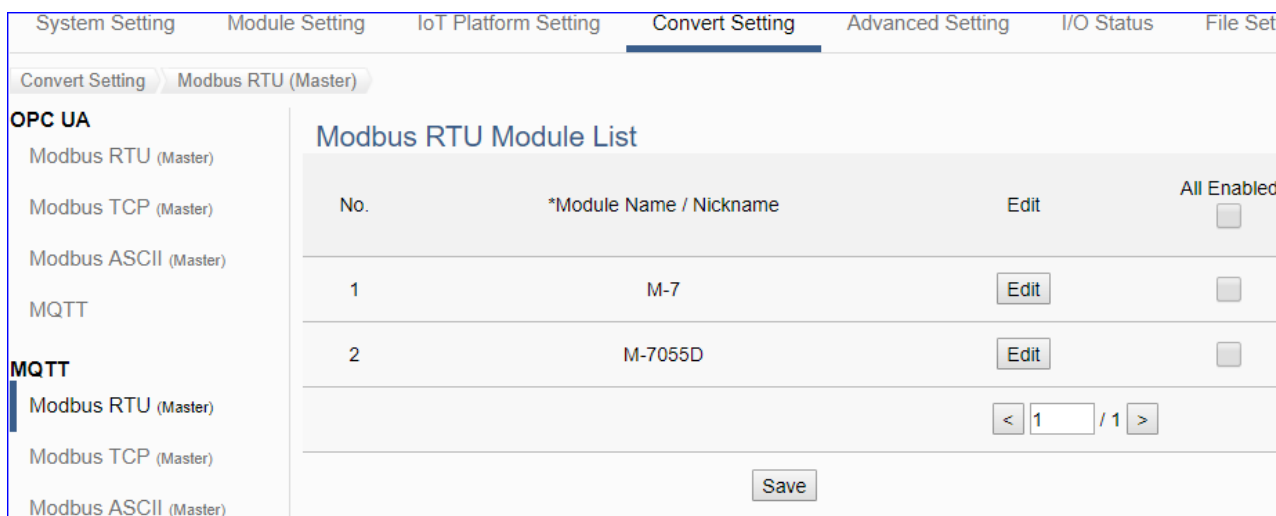 System Setting Module Setting IoT Platform Setting Convert Setting Advanced Setting I/O Status File Set
Convert Setting Modbus RTU (Master)
OPC UA
Modbus RTU (Master)
Modbus TCP (Master)
Modbus ASCII (Master)
MQTT
MQTT
Modbus RTU (Master)
Modbus TCP (Master)
Modbus ASCII (Master)
Modbus RTU Module List
No. *Module Name / Nickname Edit All Enabled
1 M-7 Edit
2 M-7055D Edit
< 1 / 1 >
Save